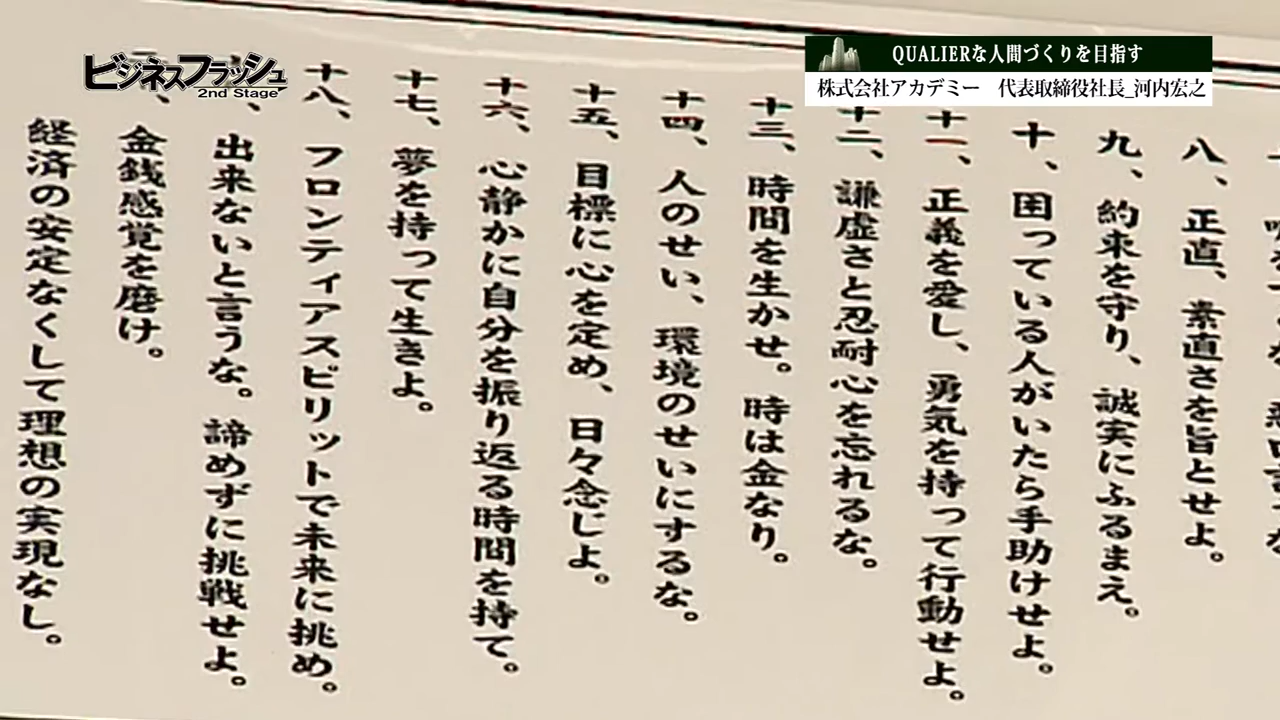 ビジネスフラッシュ
2nd Stage
QUALIERな人間づくりを目指す
株式会社アカデミー　代表取締役社長_河内宏之
八、正直、素直さを旨とせよ。
九、約束を守り、誠実にふるまえ。
十、困っている人がいたら手助けせよ。
十一、正義を愛し、勇気を持って行動せよ。
十二、謙虚さと忍耐心を忘れるな。
十三、時間を生かせ。時は金なり。
十四、人のせい、環境のせいにするな。
十五、目標に心を定め、日々念じよ。
十六、心静かに自分を振り返る時間を持て。
十七、夢を持って生きよ。
十八、フロンティアスピリットで未来に挑め。
出来ないと言うな。諦めずに挑戦せよ。
金銭感覚を磨け。
経済の安定なくして理想の実現なし。